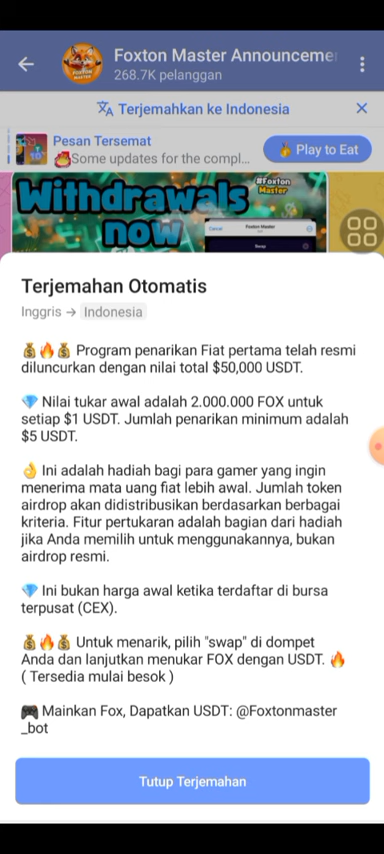 Foxton Master Announceme
268.7K pelanggan
Terjemahkan ke Indonesia
Pesan Tersemat
🔥Some updates for the compl...
👍 Play to Eat
#Foxton
Master
Withdrawals
now
Cancel
Foxton Master
Swap
Terjemahan Otomatis
Inggris → Indonesia
💰🔥💰 Program penarikan Fiat pertama telah resmi
diluncurkan dengan nilai total $50,000 USDT.
💎 Nilai tukar awal adalah 2.000.000 FOX untuk
setiap $1 USDT. Jumlah penarikan minimum adalah
$5 USDT.
👌 Ini adalah hadiah bagi para gamer yang ingin
menerima mata uang fiat lebih awal. Jumlah token
airdrop akan didistribusikan berdasarkan berbagai
kriteria. Fitur pertukaran adalah bagian dari hadiah
jika Anda memilih untuk menggunakannya, bukan
airdrop resmi.
💎 Ini bukan harga awal ketika terdaftar di bursa
terpusat (CEX).
💰🔥💰 Untuk menarik, pilih "swap" di dompet
Anda dan lanjutkan menukar FOX dengan USDT. 🔥
( Tersedia mulai besok )
🎮 Mainkan Fox, Dapatkan USDT: @Foxtonmaster
_bot
Tutup Terjemahan